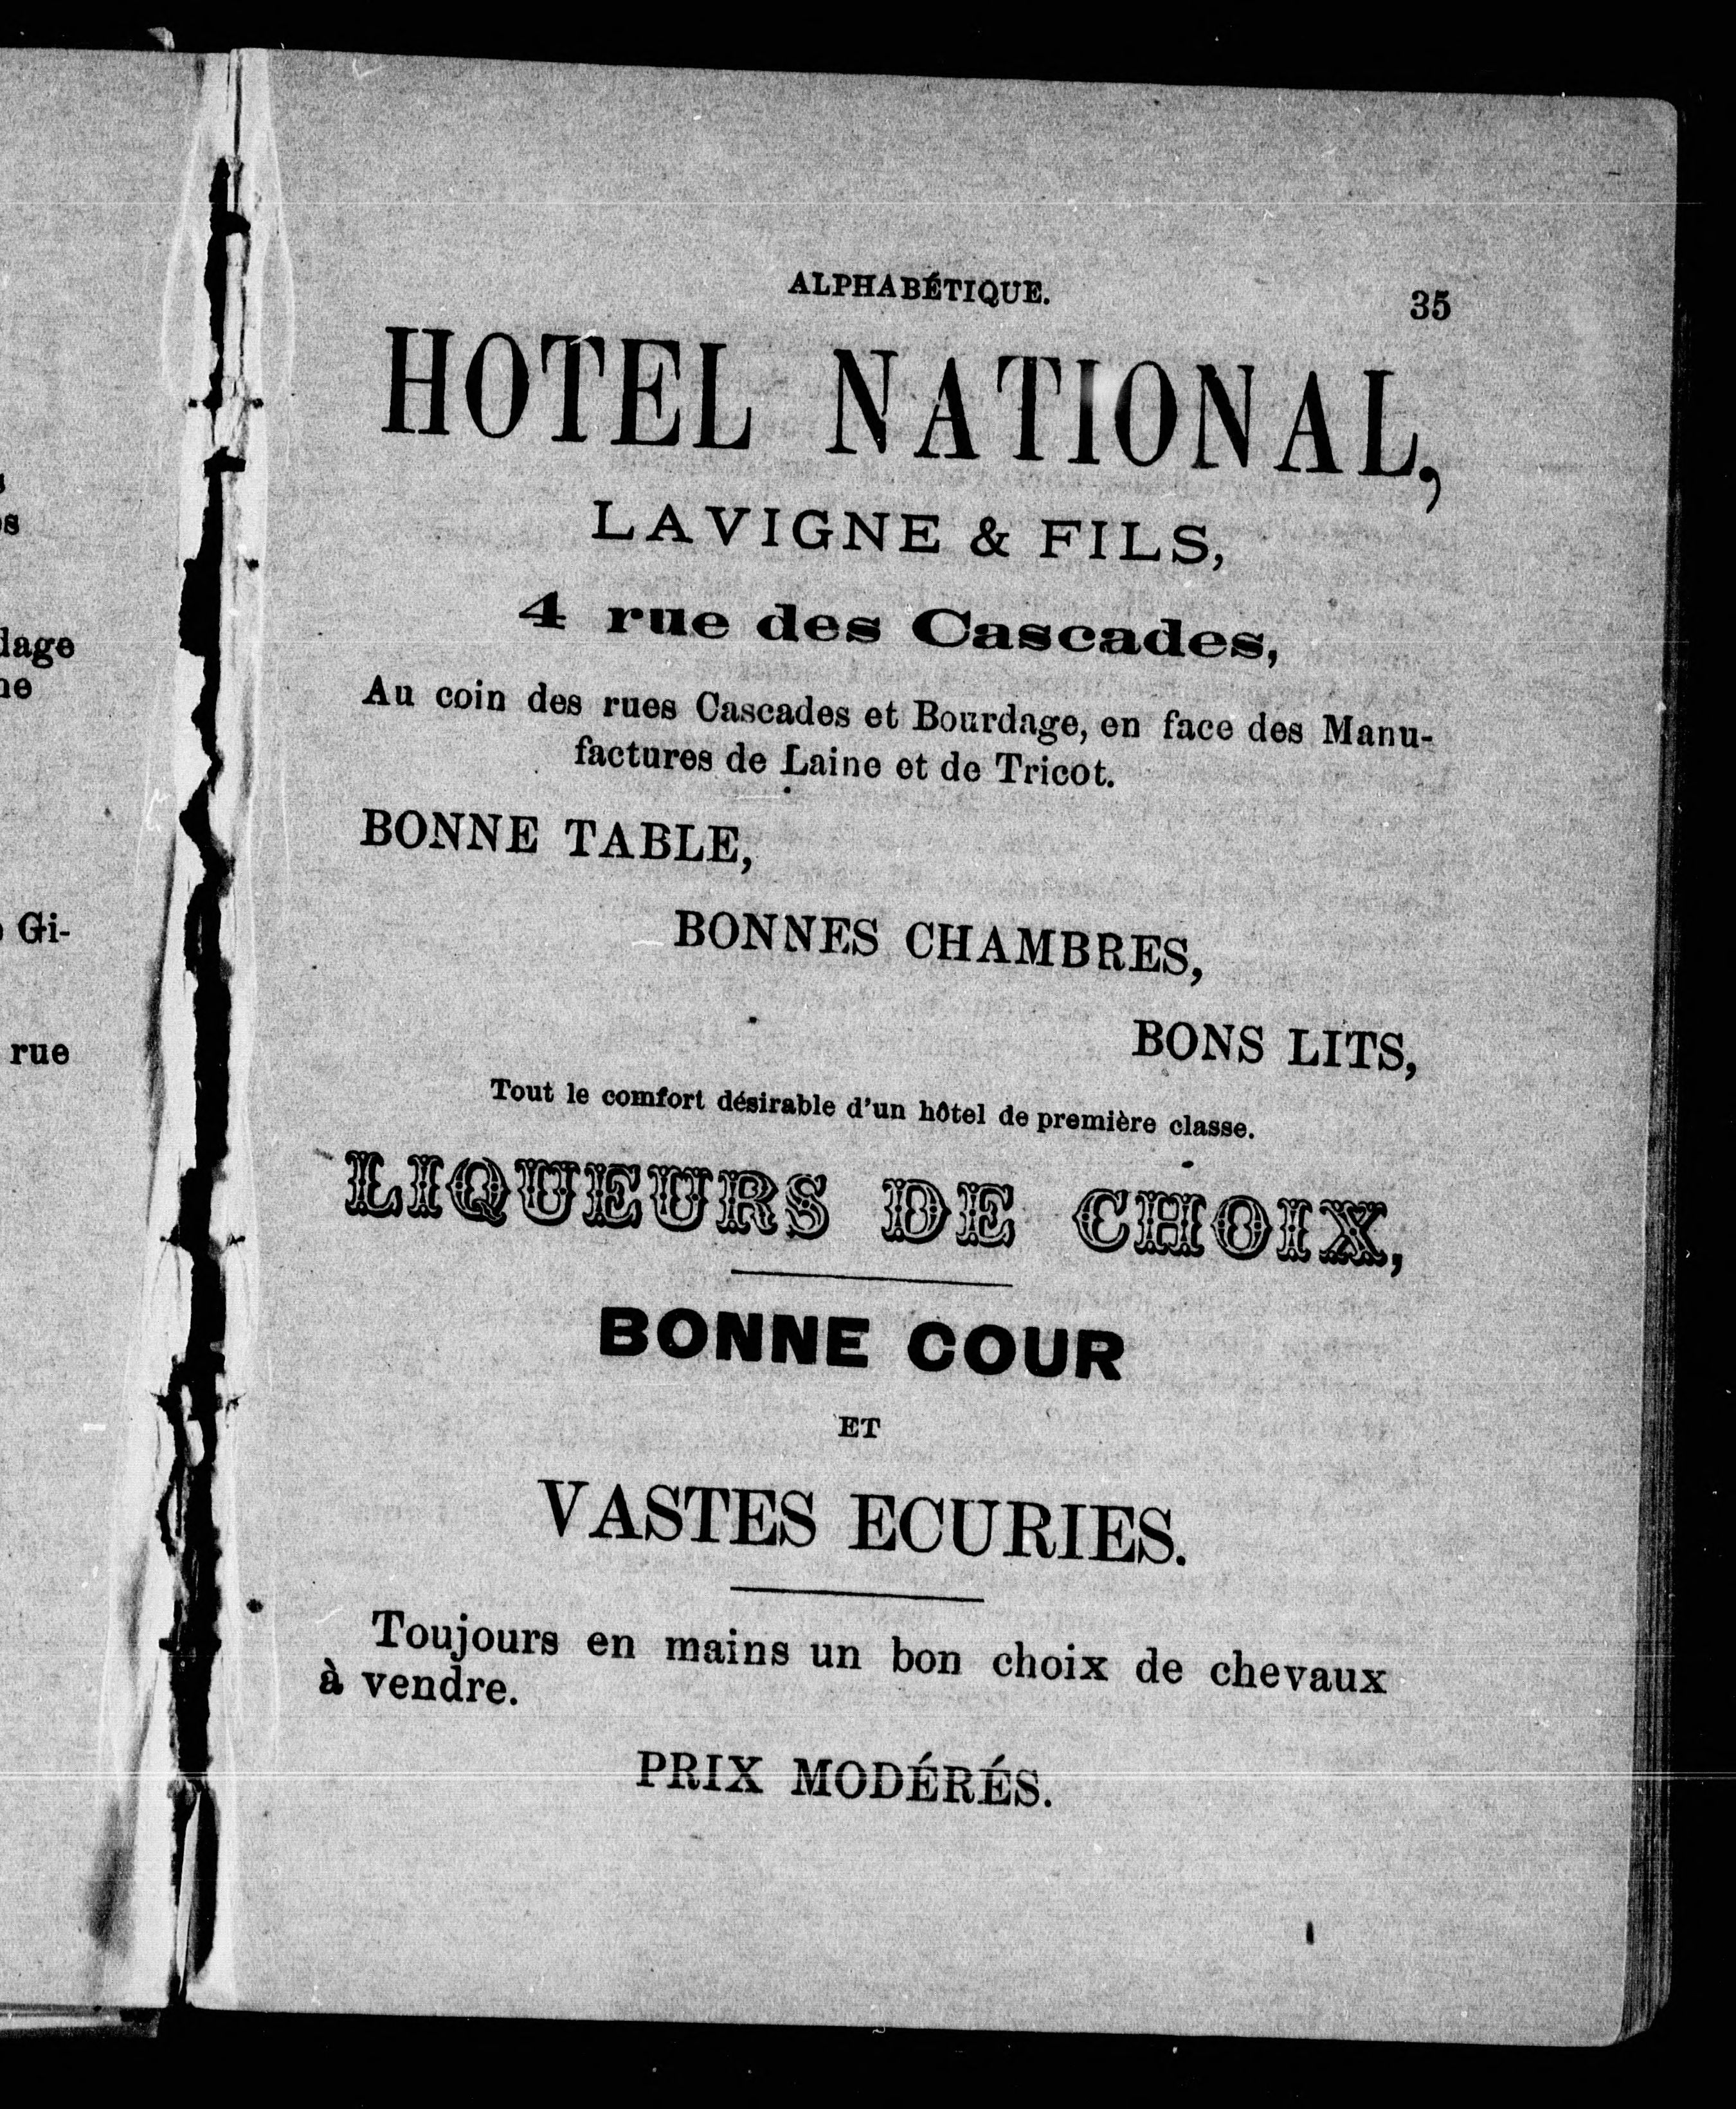 ALPHABÉTIQUE. 35
HOTEL NATIONAL,
LAVIGNE & FILS,
4 rue des Cascades,
Au coin des rues Cascades et Bourdage, en face des Manu-
factures de Laine et de Tricot.
BONNE TABLE,
BONNES CHAMBRES,
BONS LITS,
Tout le comfort désirable d'un hôtel de première classe.
LIQUEURS DE CHOIX,
BONNE COUR
ET
VASTES ECURIES.
Toujours en mains un bon choix de chevaux
à vendre.
PRIX MODÉRÉS.
Gi-
rue